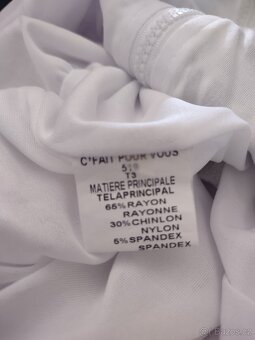 C'FAIT POUR VOUS
T3
MATIERE PRINCIPALE
TELAPRINCIPAL
65%RAYON
RAYONNE
30%CHINLON
NYLON
5%SPANDEX
SPANDEX